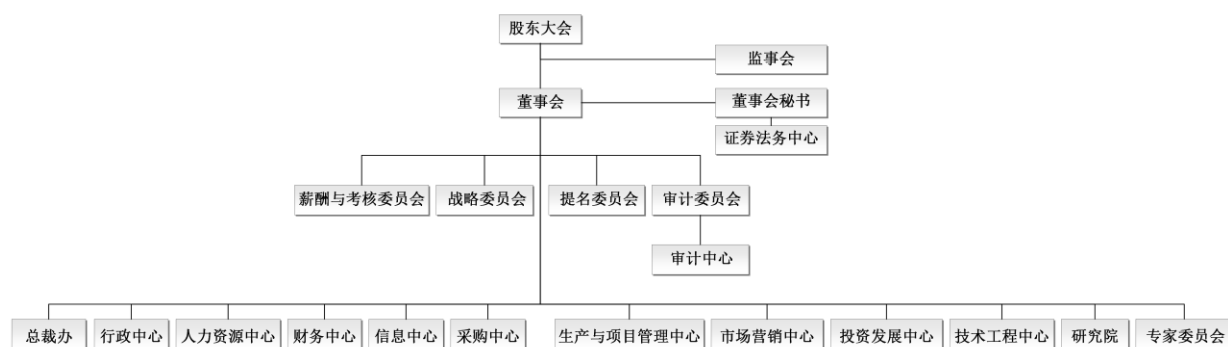 股东大会
监事会
董事会
董事会秘书
证券法务中心
薪酬与考核委员会
战略委员会
提名委员会
审计委员会
审计中心
总裁办
行政中心
人力资源中心
财务中心
信息中心
采购中心
生产与项目管理中心
市场营销中心
投资发展中心
技术工程中心
研究院
专家委员会